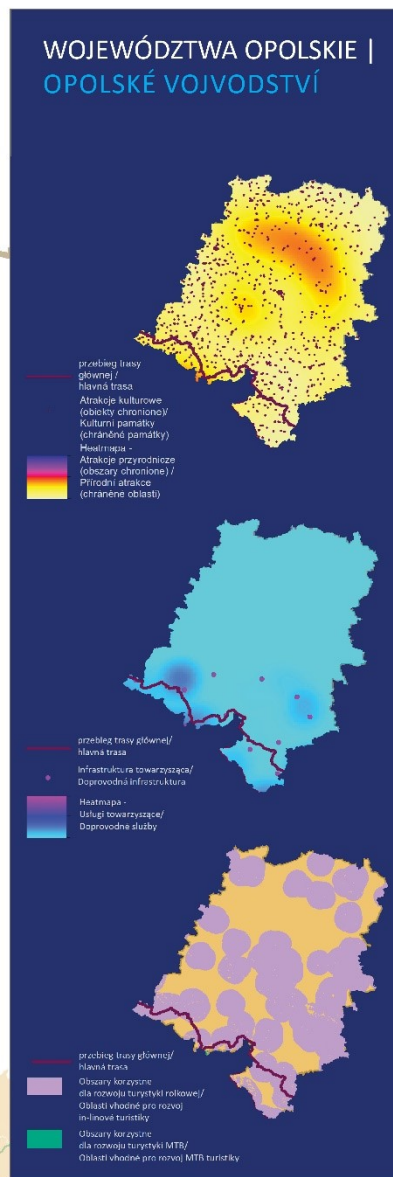 WOJEWÓDZTWA OPOLSKIE |
OPOLSKÉ VOJVODSTVÍ
przebieg trasy
głównej /
hlavná trasa
Atrakcje kulturowe
(obiekty chronione)/
Kulturní památky
(chráněné památky)
Heatmapa -
Atrakcje przyrodnicze
(obszary chronione) /
Přírodní atrakce
(chráněné oblasti)
przebieg trasy głównej/
hlavná trasa
Infrastruktura towarzysząca/
Doprovodná infrastruktura
Heatmapa -
Usługi towarzyszące/
Doprovodne služby
przebieg trasy głównej/
hlavná trasa
Obszary korzystne
dla rozwoju turystyki rolkowej/
Oblasti vhodné pro rozvoj
in-linové turistiky
Obszary korzystne
dla rozwoju turystyki MTB/
Oblasti vhodné pro rozvoj MTB turistiky